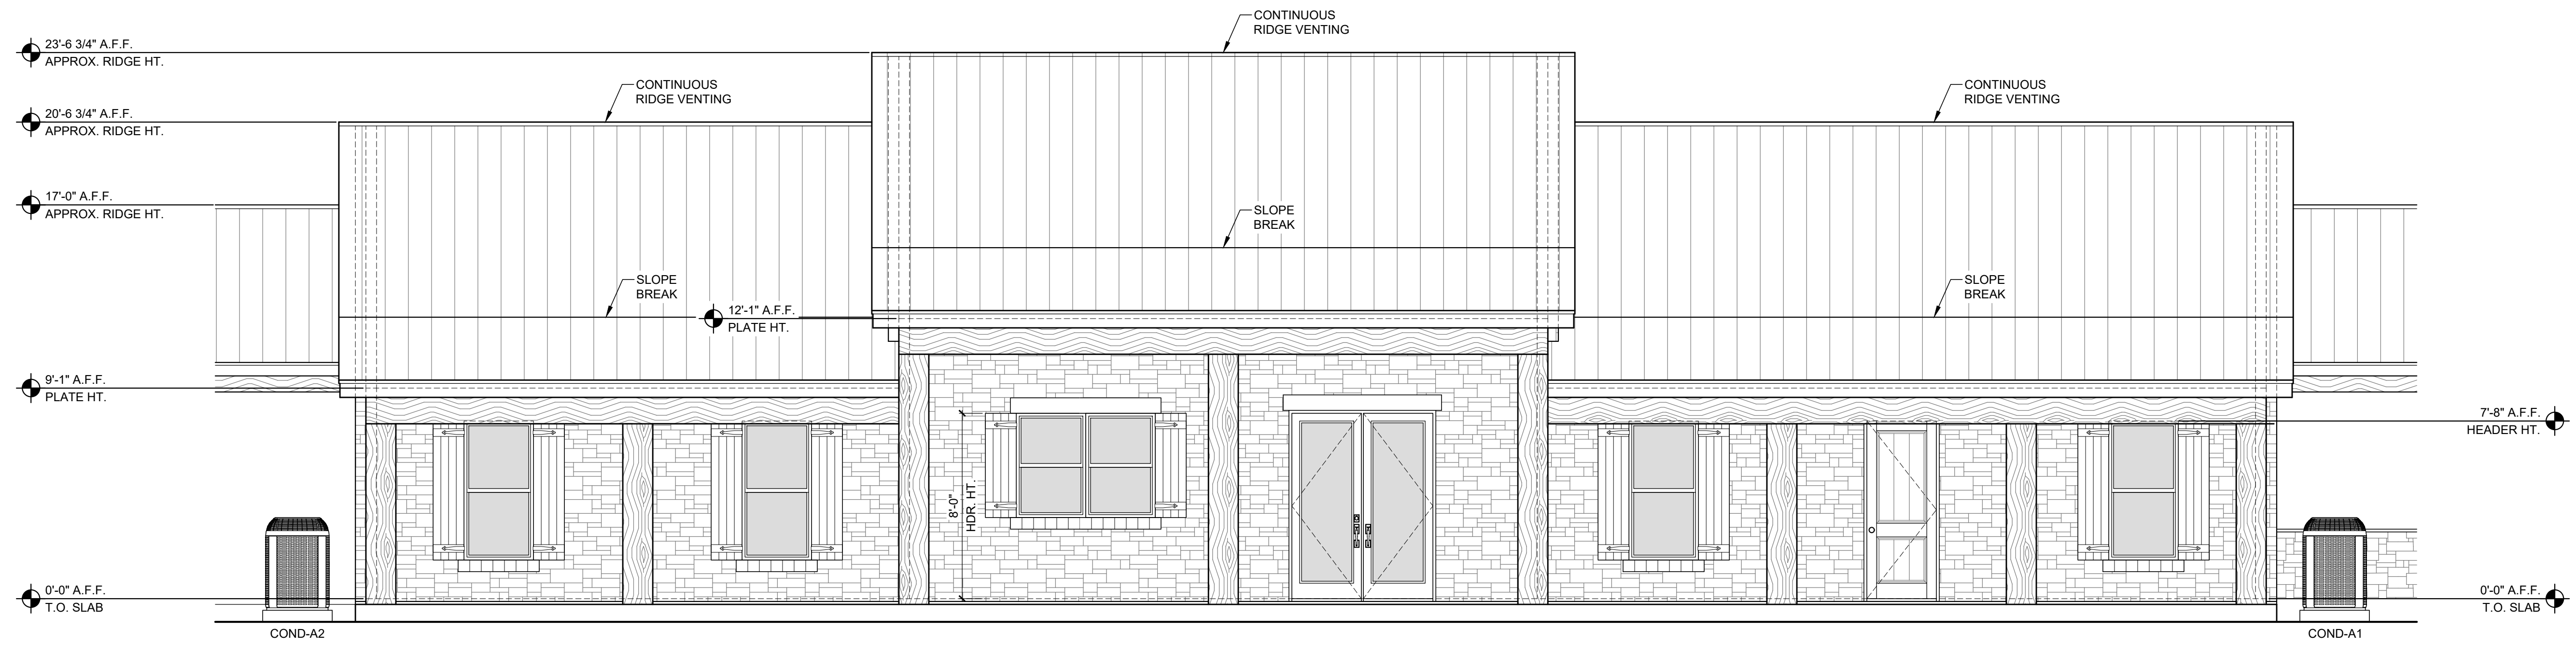 CONTINUOUS
RIDGE VENTING
23'-6 3/4" A.F.F.
APPROX. RIDGE HT.
CONTINUOUS
RIDGE VENTING
CONTINUOUS
RIDGE VENTING
20'-6 3/4" A.F.F.
APPROX. RIDGE HT.
17'-0" A.F.F.
APPROX. RIDGE HT.
SLOPE
BREAK
SLOPE
BREAK
SLOPE
BREAK
12'-1" A.F.F.
PLATE HT.
9'-1" A.F.F.
PLATE HT.
7'-8" A.F.F.
HEADER HT.
8'-0"
HDR. HT.
0'-0" A.F.F.
T.O. SLAB
0'-0" A.F.F.
T.O. SLAB
COND-A2
COND-A1